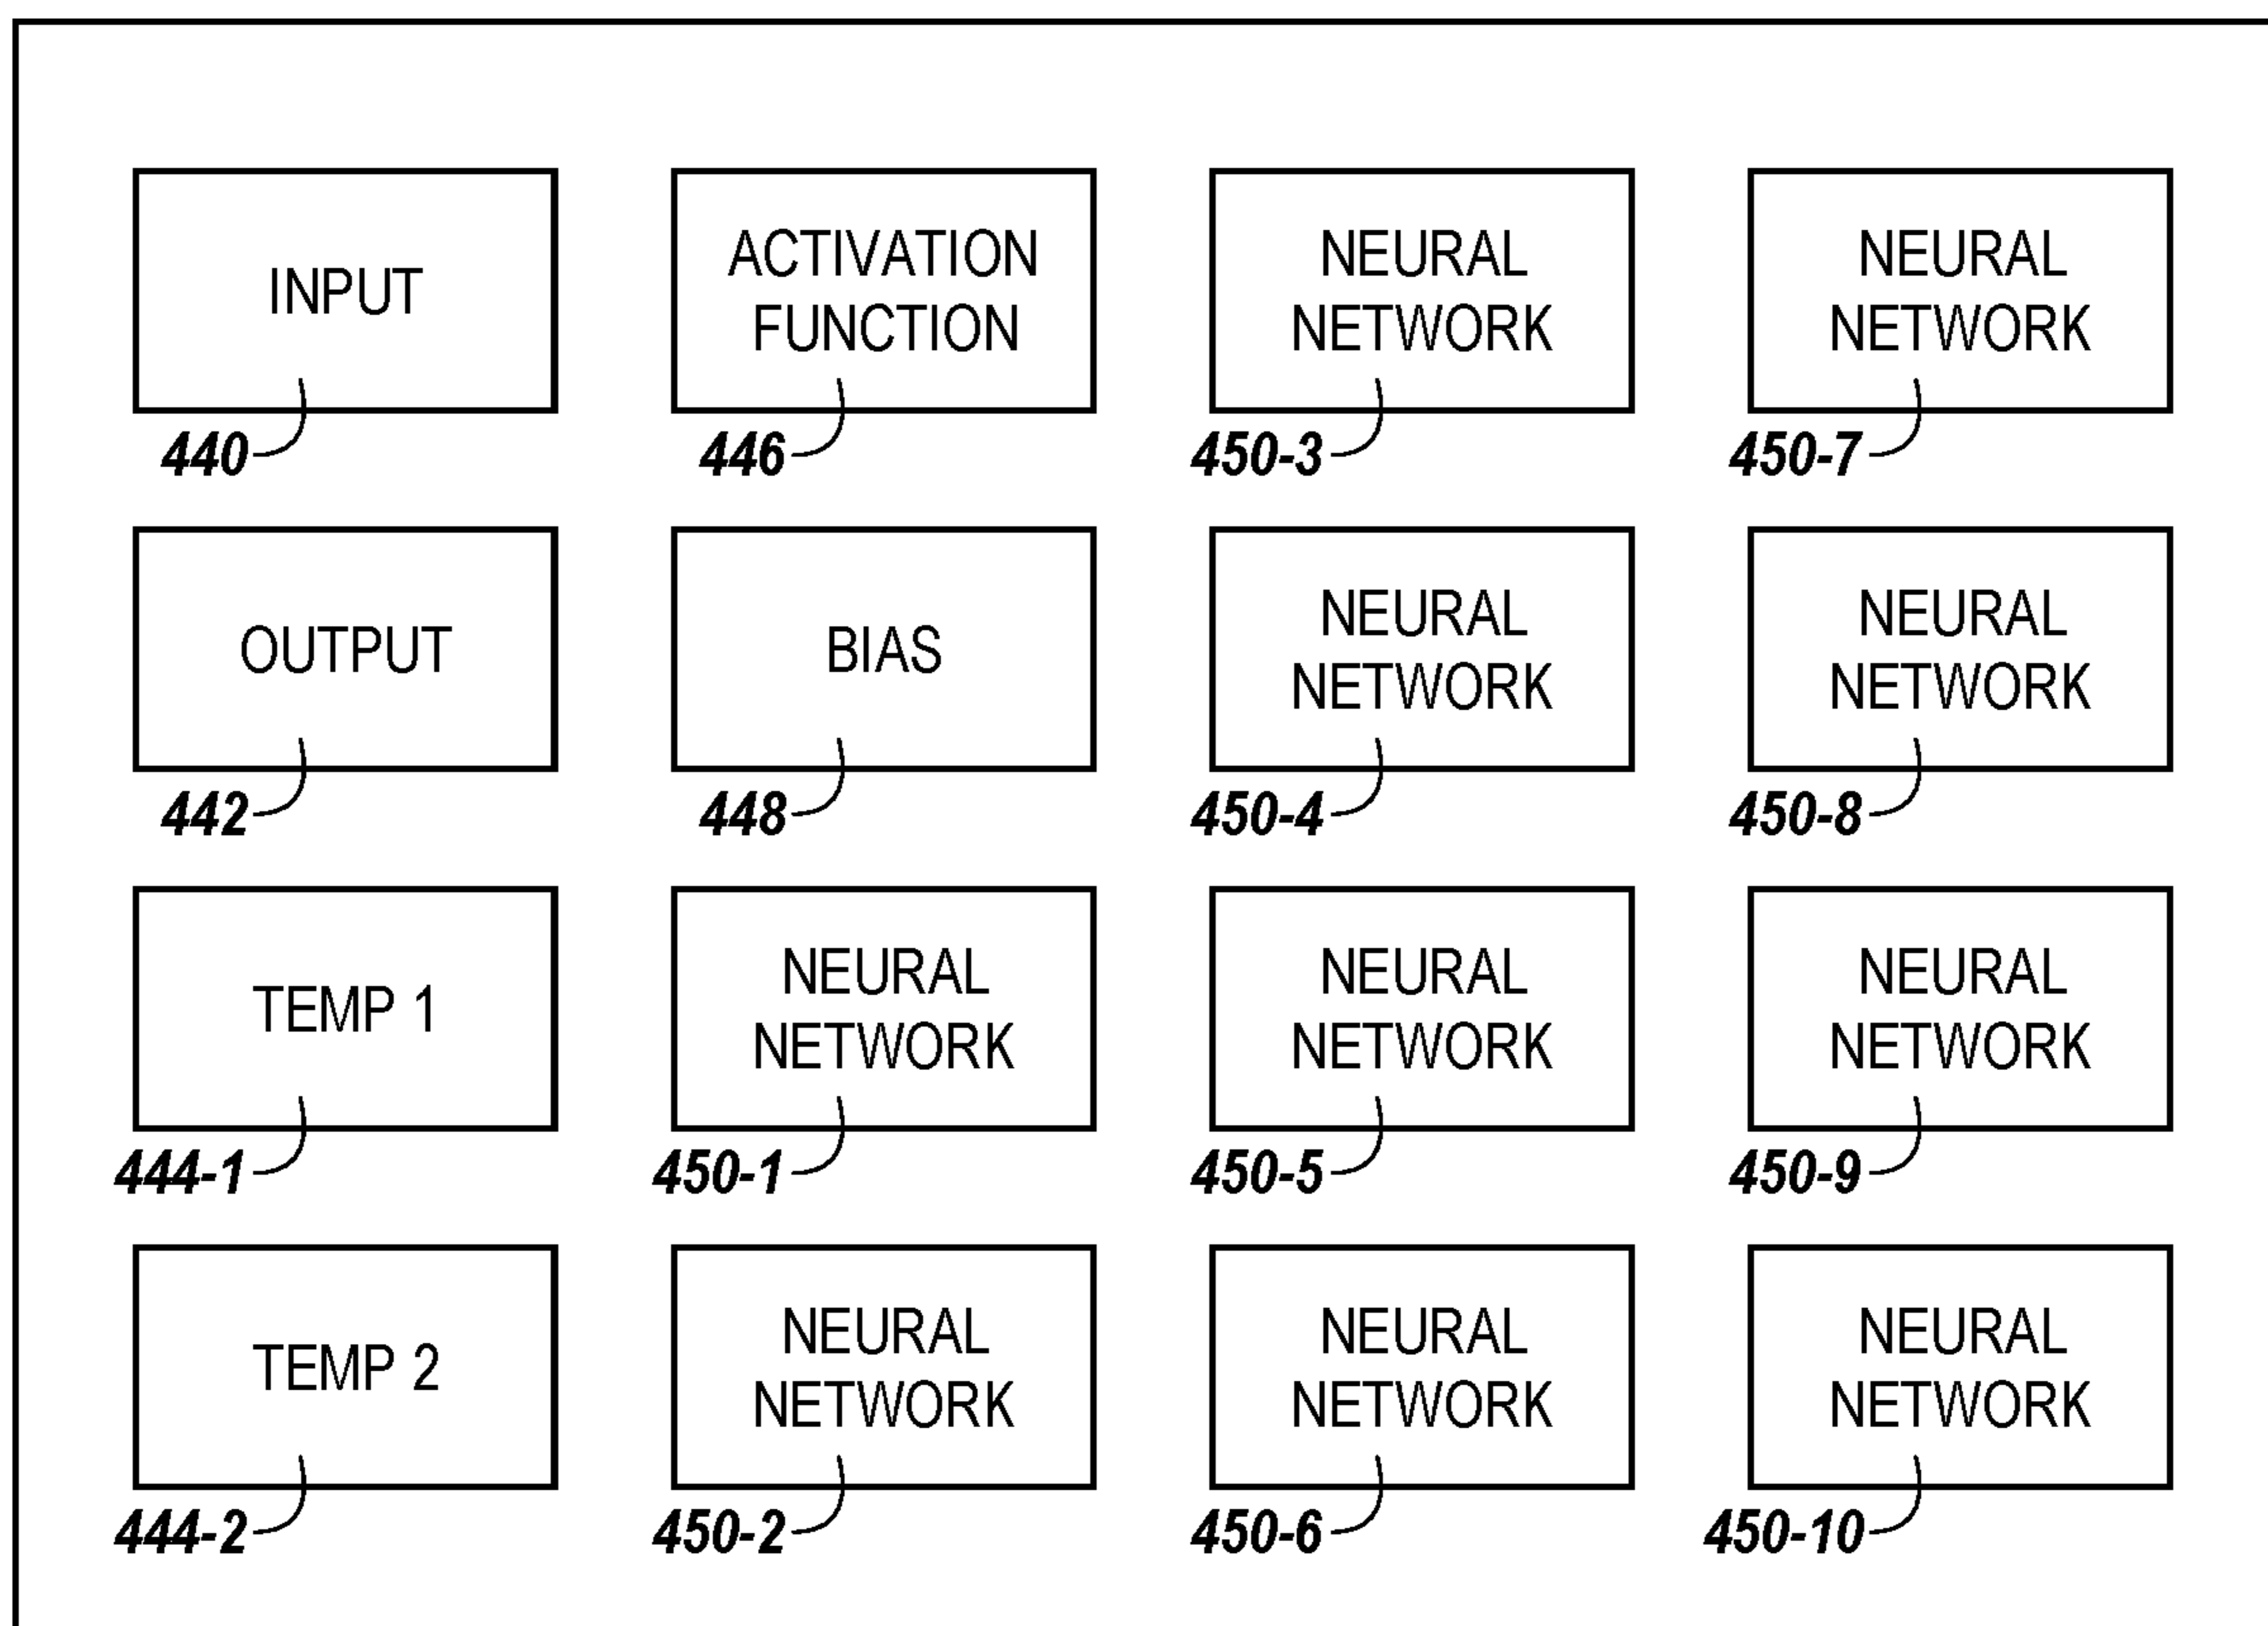 INPUT
440
ACTIVATION
FUNCTION
446
NEURAL
NETWORK
450-3
NEURAL
NETWORK
450-7
OUTPUT
442
BIAS
448
NEURAL
NETWORK
450-4
NEURAL
NETWORK
450-8
TEMP 1
444-1
NEURAL
NETWORK
450-1
NEURAL
NETWORK
450-5
NEURAL
NETWORK
450-9
TEMP 2
444-2
NEURAL
NETWORK
450-2
NEURAL
NETWORK
450-6
NEURAL
NETWORK
450-10